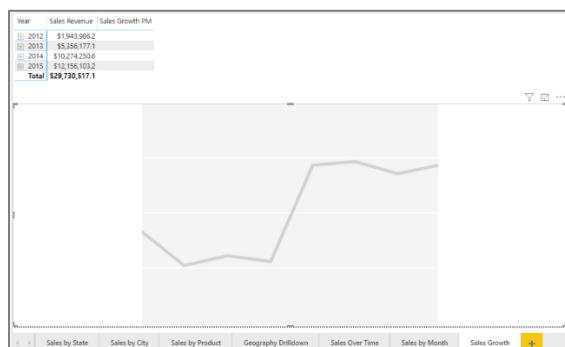 Year Sales Revenue Sales Growth PM
2012 $1,943,986.2
2013 $5,356,177.1
2014 $10,274,250.6
2015 $12,156,103.2
Total $29,730,517.1
Sales by State Sales by City Sales by Product Geography Drilldown Sales Over Time Sales by Month Sales Growth +